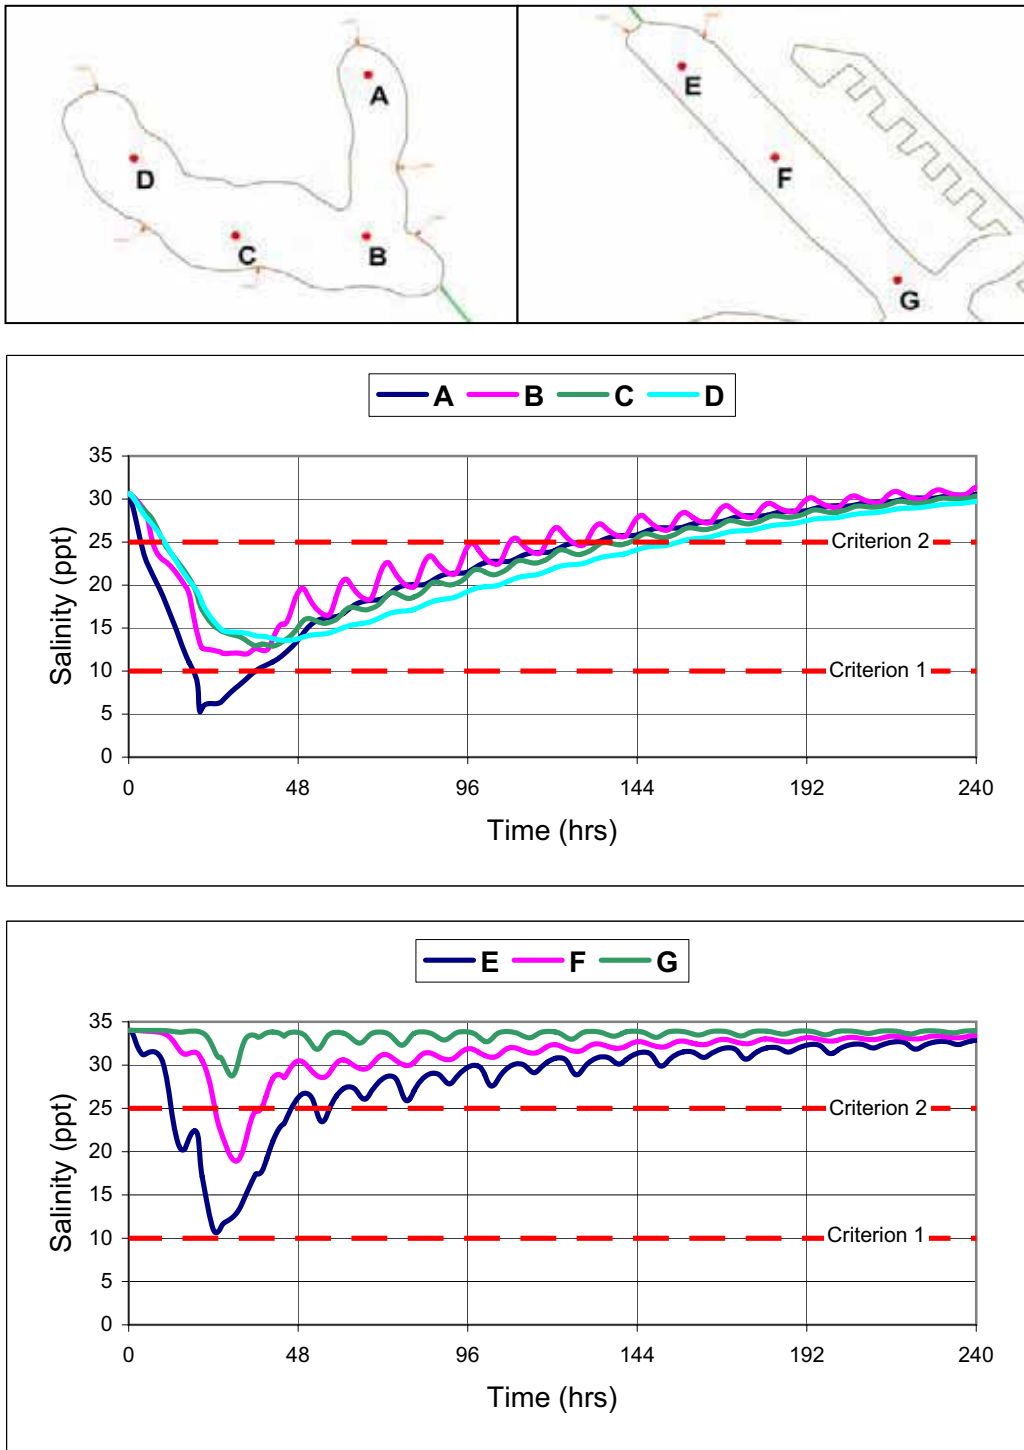 A
D
C
B
E
F
G
A B C D
35
30
25
20
15
10
5
0
Salinity (ppt)
Criterion 2
Criterion 1
0 48 96 144 192 240
Time (hrs)
E F G
35
30
25
20
15
10
5
0
Salinity (ppt)
Criterion 2
Criterion 1
0 48 96 144 192 240
Time (hrs)